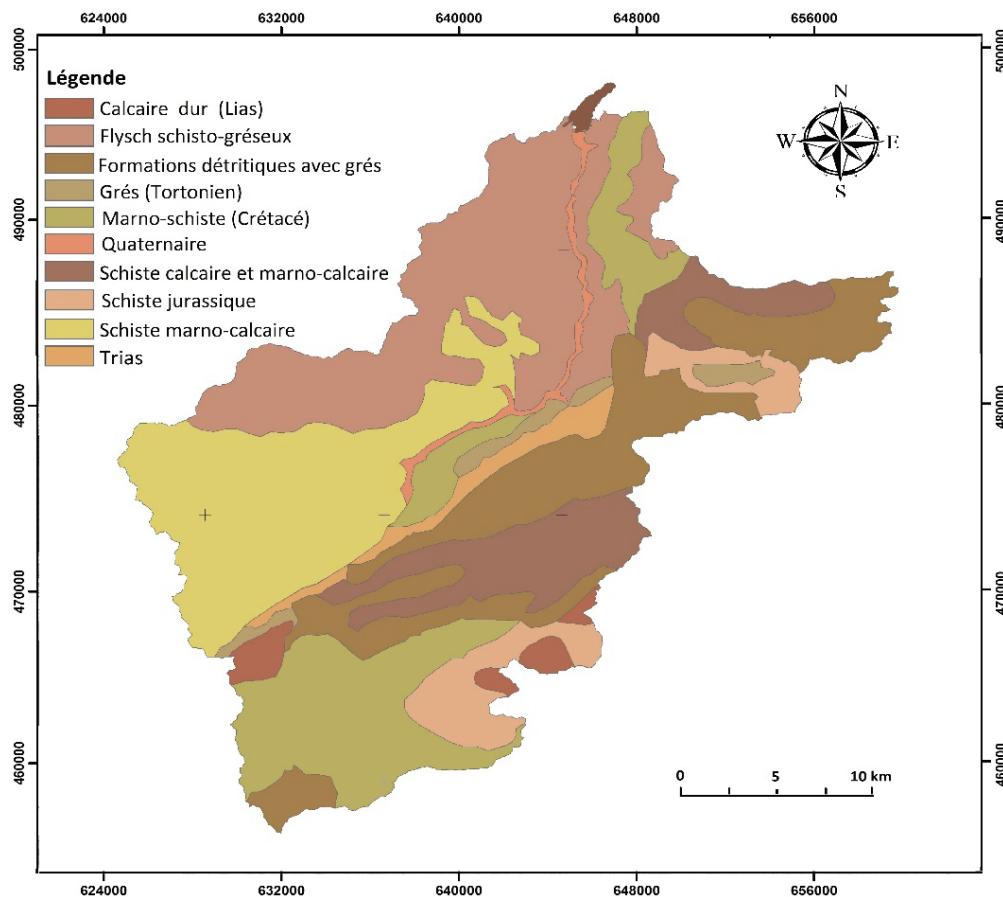 624000 632000 640000 648000 656000
500000
500000
Légende
Calcaire dur (Lias)
Flysch schisto-gréseux
Formations détritiques avec grés
Grés (Tortonien)
Marno-schiste (Crétacé)
Quaternaire
Schiste calcaire et marno-calcaire
Schiste jurassique
Schiste marno-calcaire
Trias
N
W E
S
490000
490000
480000
480000
470000
470000
460000
460000
0 5 10 km
624000 632000 640000 648000 656000